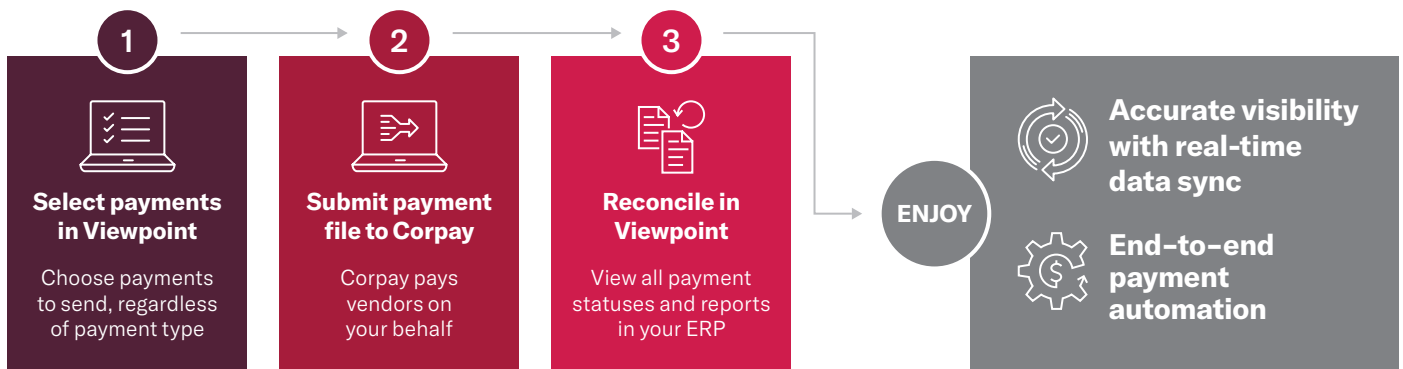 1
Select payments
in Viewpoint
Choose payments
to send, regardless
of payment type
2
Submit payment
file to Corpay
Corpay pays
vendors on
your behalf
3
Reconcile in
Viewpoint
View all payment
statuses and reports
in your ERP
ENJOY
Accurate visibility
with real-time
data sync
$
End-to-end
payment
automation